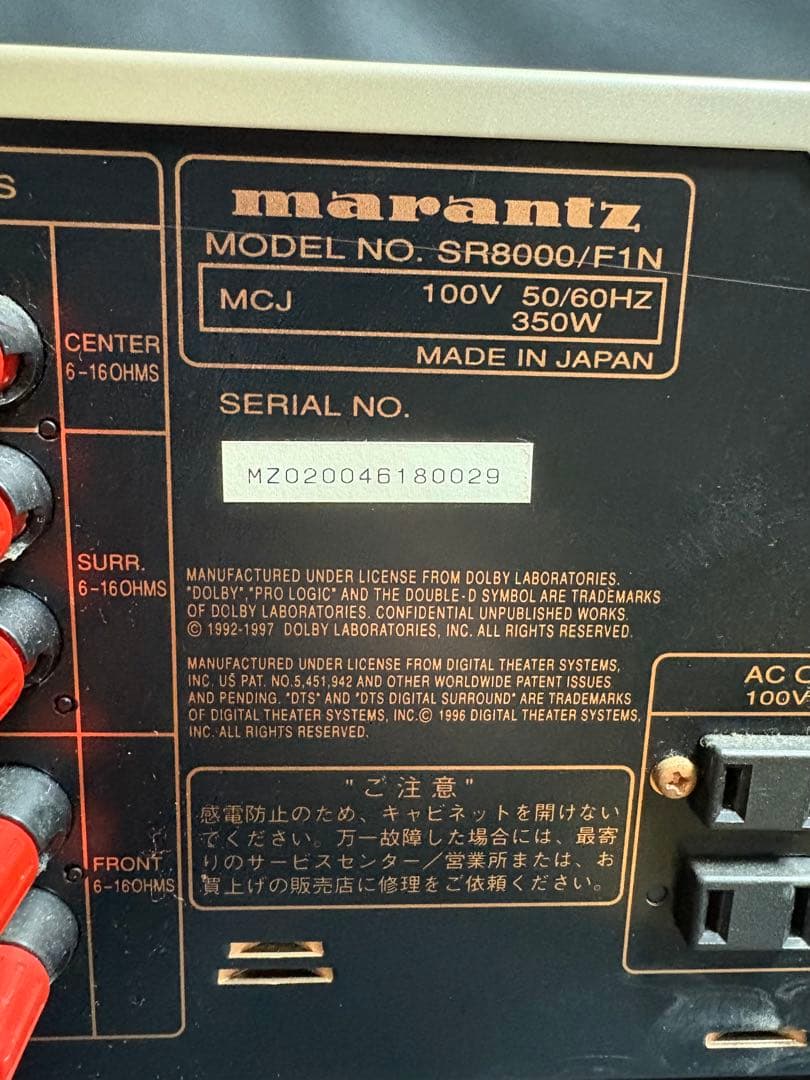 S
marantz
MODEL NO. SR8000/F1N
MCJ 100V 50/60HZ
350W
MADE IN JAPAN
SERIAL NO.
MZ020046180029
CENTER
6-16OHMS
SURR.
6-16OHMS
FRONT
6-16OHMS
MANUFACTURED UNDER LICENSE FROM DOLBY LABORATORIES.
"DOLBY","PRO LOGIC" AND THE DOUBLE-D SYMBOL ARE TRADEMARKS
OF DOLBY LABORATORIES. CONFIDENTIAL UNPUBLISHED WORKS.
© 1992-1997 DOLBY LABORATORIES, INC. ALL RIGHTS RESERVED.
MANUFACTURED UNDER LICENSE FROM DIGITAL THEATER SYSTEMS,
INC. US PAT. NO.5,451,942 AND OTHER WORLDWIDE PATENT ISSUES
AND PENDING. "DTS" AND "DTS DIGITAL SURROUND" ARE TRADEMARKS
OF DIGITAL THEATER SYSTEMS, INC.© 1996 DIGITAL THEATER SYSTEMS,
INC. ALL RIGHTS RESERVED.
"ご注意"
感電防止のため、キャビネットを開けない
でください。万一故障した場合には、最寄
りのサービスセンター／営業所または、お
買上げの販売店に修理をご依頼ください。
AC
100V